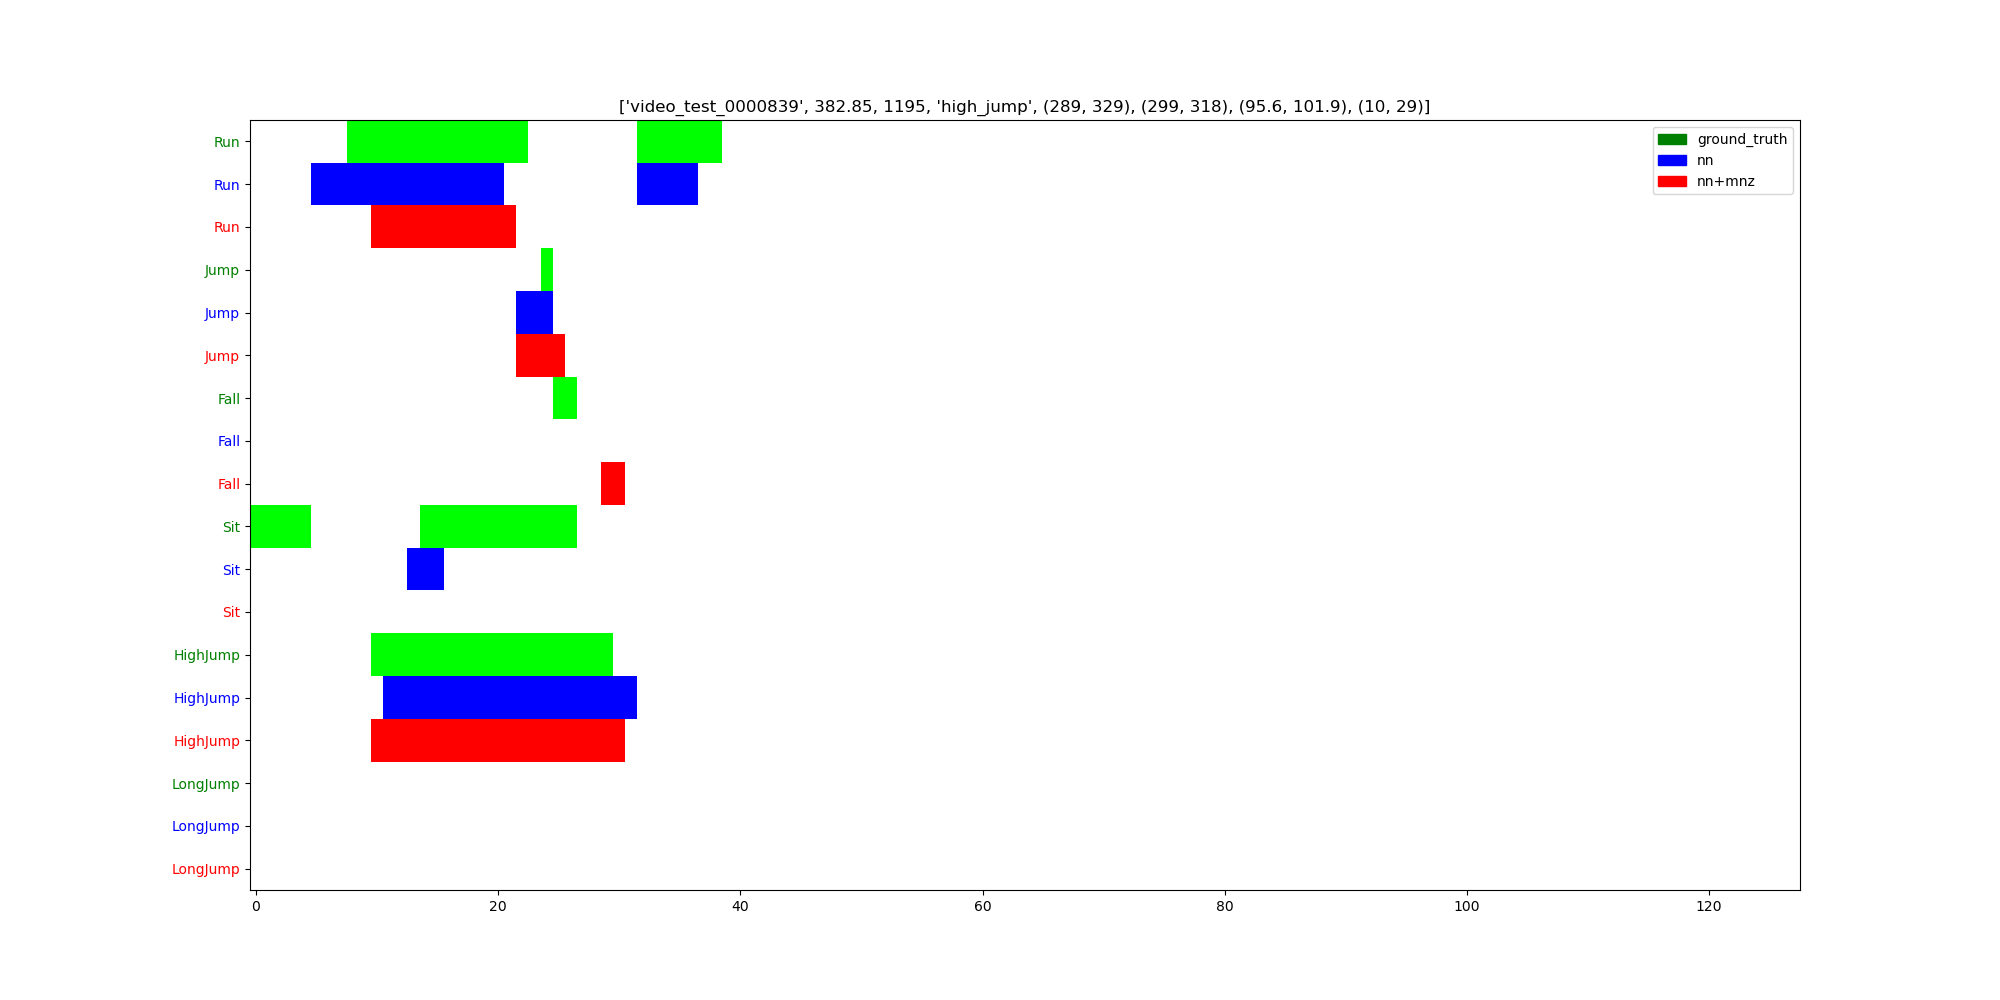 ['video_test_0000839', 382.85, 1195, 'high_jump', (289, 329), (299, 318), (95.6, 101.9), (10, 29)]
ground_truth
nn
nn+mnz
Run
Run
Run
Jump
Jump
Jump
Fall
Fall
Fall
Sit
Sit
Sit
HighJump
HighJump
HighJump
LongJump
LongJump
LongJump
0 20 40 60 80 100 120